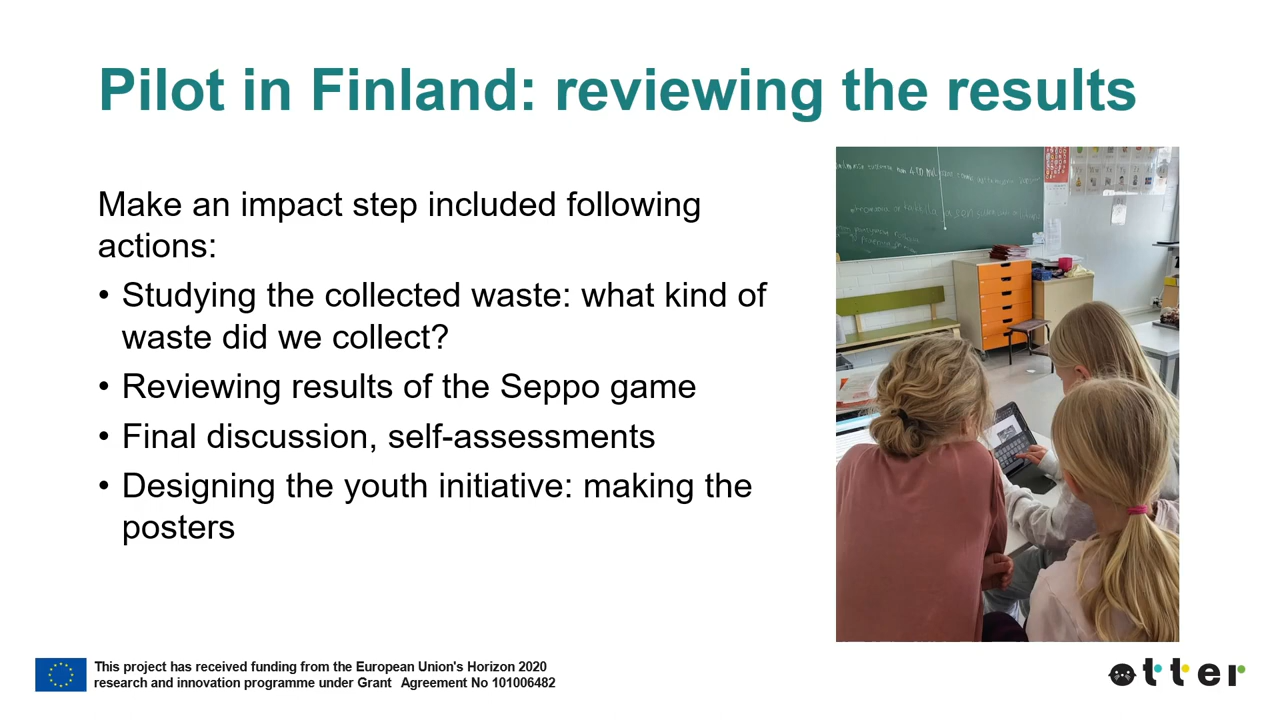 Pilot in Finland: reviewing the results
Make an impact step included following
actions:
• Studying the collected waste: what kind of
waste did we collect?
• Reviewing results of the Seppo game
• Final discussion, self-assessments
• Designing the youth initiative: making the
posters
This project has received funding from the European Union's Horizon 2020
research and innovation programme under Grant Agreement No 101006482
otter